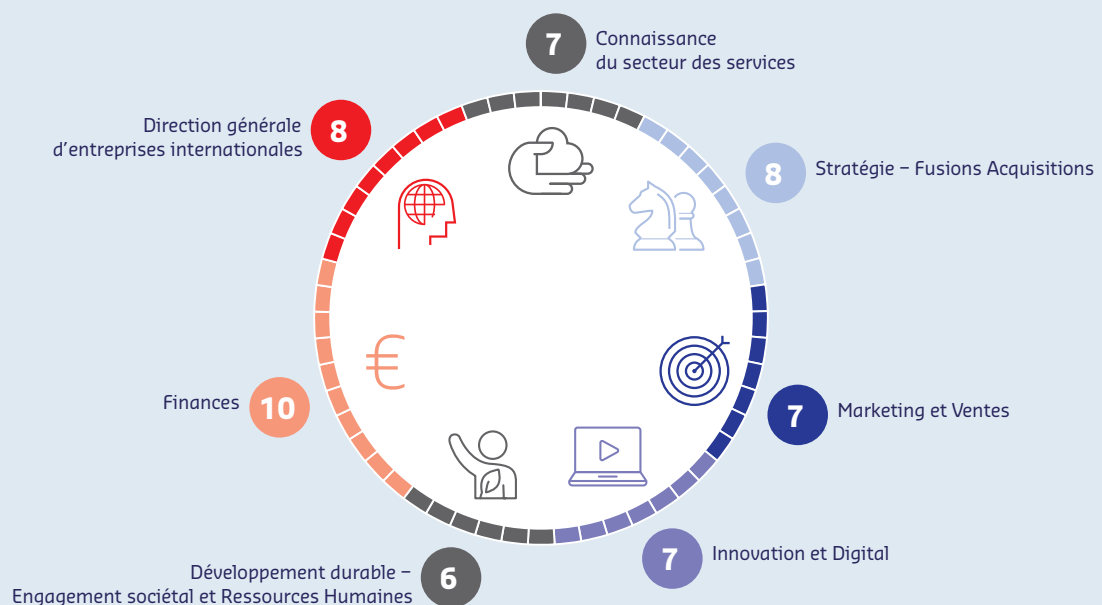 7
Connaissance
du secteur des services
8
Stratégie – Fusions Acquisitions
7
Marketing et Ventes
7
Innovation et Digital
6
Développement durable –
Engagement sociétal et Ressources Humaines
10
Finances
8
Direction générale
d'entreprises internationales
€